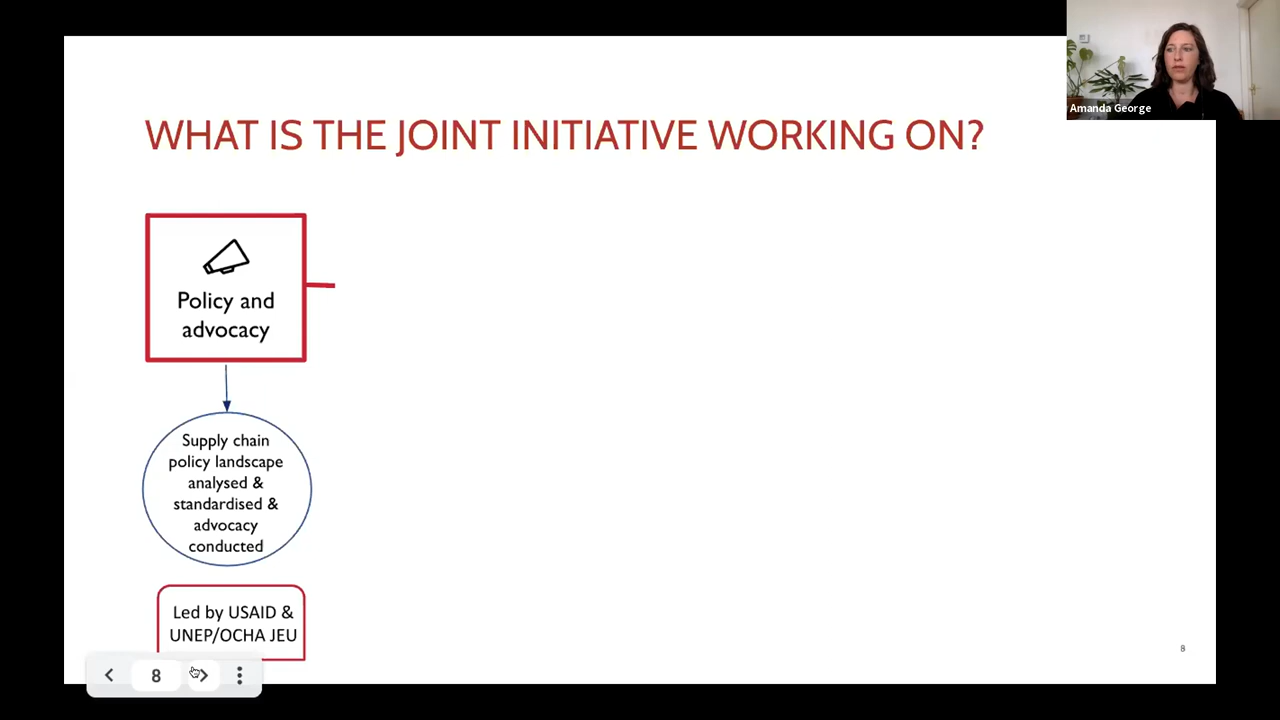 Amanda George
WHAT IS THE JOINT INITIATIVE WORKING ON?
Policy and
advocacy
Supply chain
policy landscape
analysed &
standardised &
advocacy
conducted
Led by USAID &
UNEP/OCHA JEU
8
8